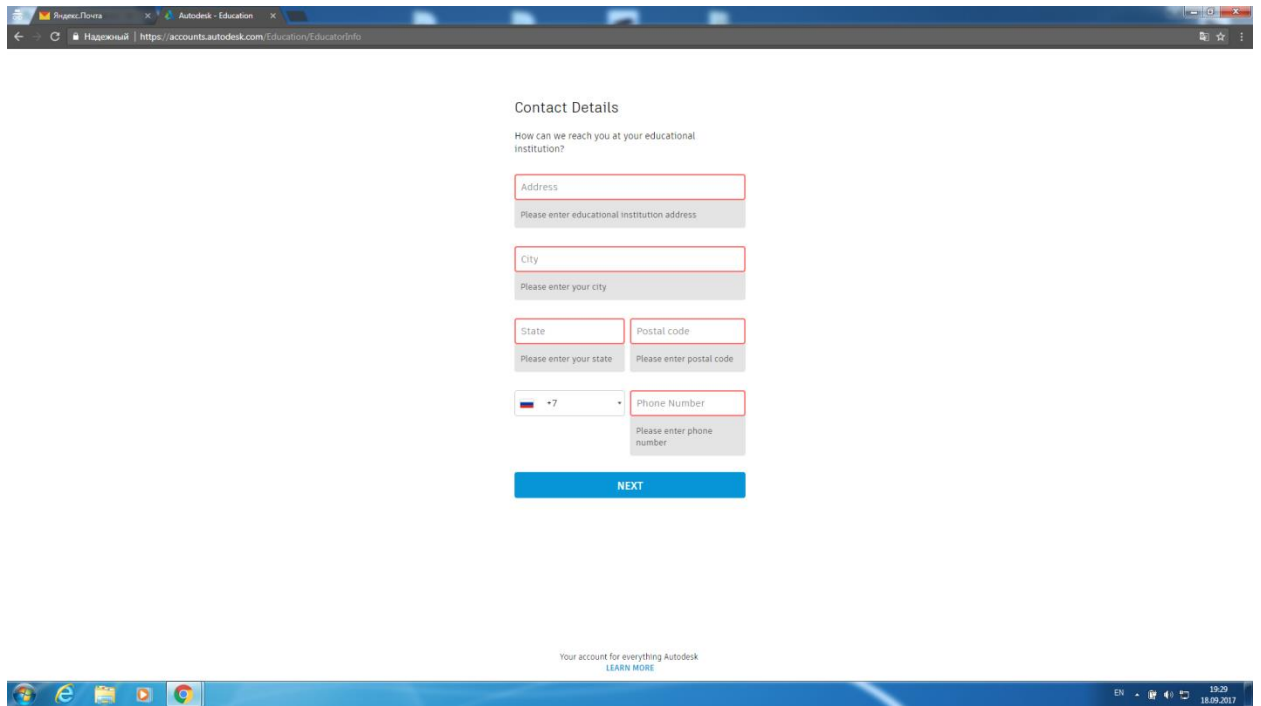 Яндекс.Почта
Autodesk - Education
Надежный | https://accounts.autodesk.com/Education/EducatorInfo
Contact Details
How can we reach you at your educational
institution?
Address
Please enter educational institution address
City
Please enter your city
State
Postal code
Please enter your state
Please enter postal code
+7
Phone Number
Please enter phone
number
NEXT
Your account for everything Autodesk
LEARN MORE
EN
19:29
18.09.2017